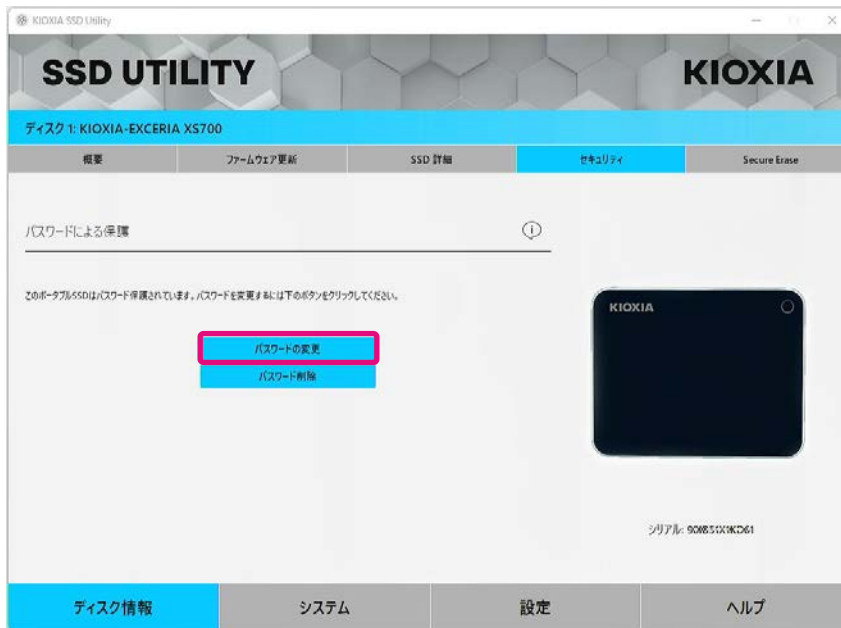 KIOXIA SSD Utility
SSD UTILITY
KIOXIA
ディスク 1: KIOXIA-EXCERIA XS700
概要
ファームウェア更新
SSD 詳細
セキュリティ
Secure Erase
パスワードによる保護
このポータブルSSDはパスワード保護されています。パスワードを変更するには下のボタンをクリックしてください。
パスワードの変更
パスワード削除
KIOXIA
シリアル:
ディスク情報
システム
設定
ヘルプ